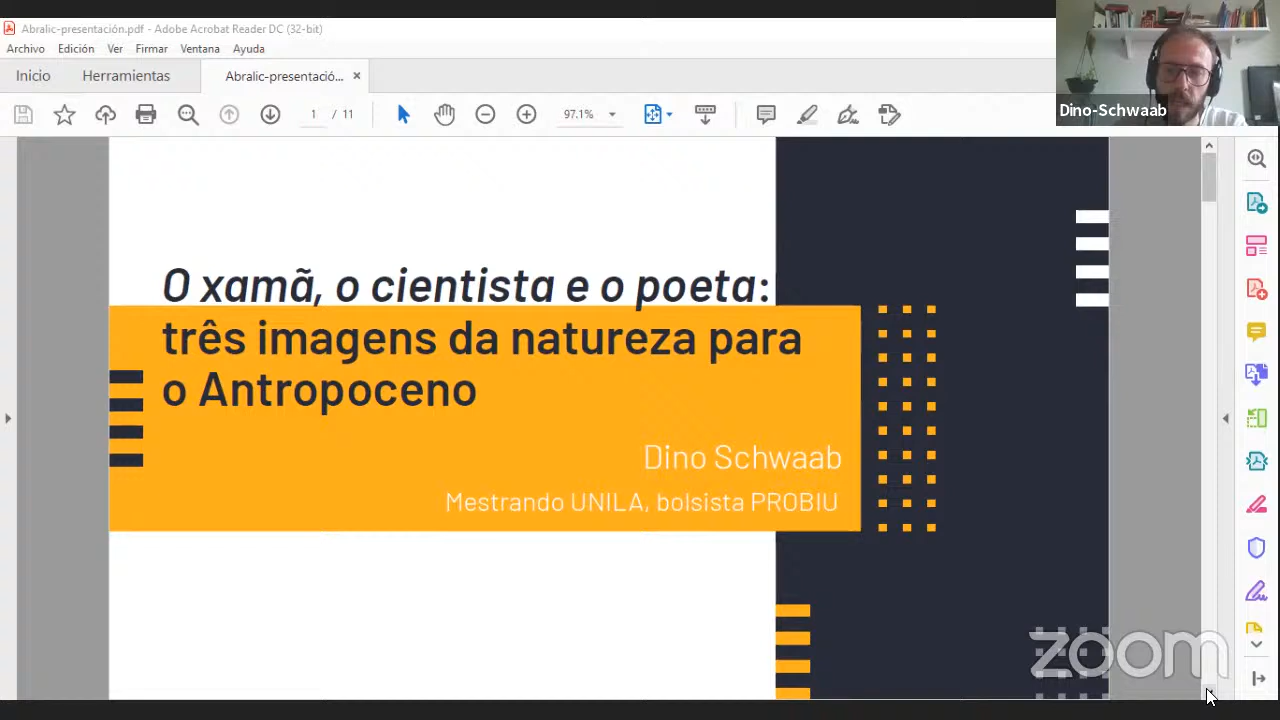 Abralic-presentación.pdf - Adobe Acrobat Reader DC (32-bit)
Archivo Edición Ver Firmar Ventana Ayuda
Inicio Herramientas Abralic-presentació... ×
1 / 11 97.1%
Dino-Schwaab
O xamã, o cientista e o poeta:
três imagens da natureza para
o Antropoceno
Dino Schwaab
Mestrando UNILA, bolsista PROBIU
zoom